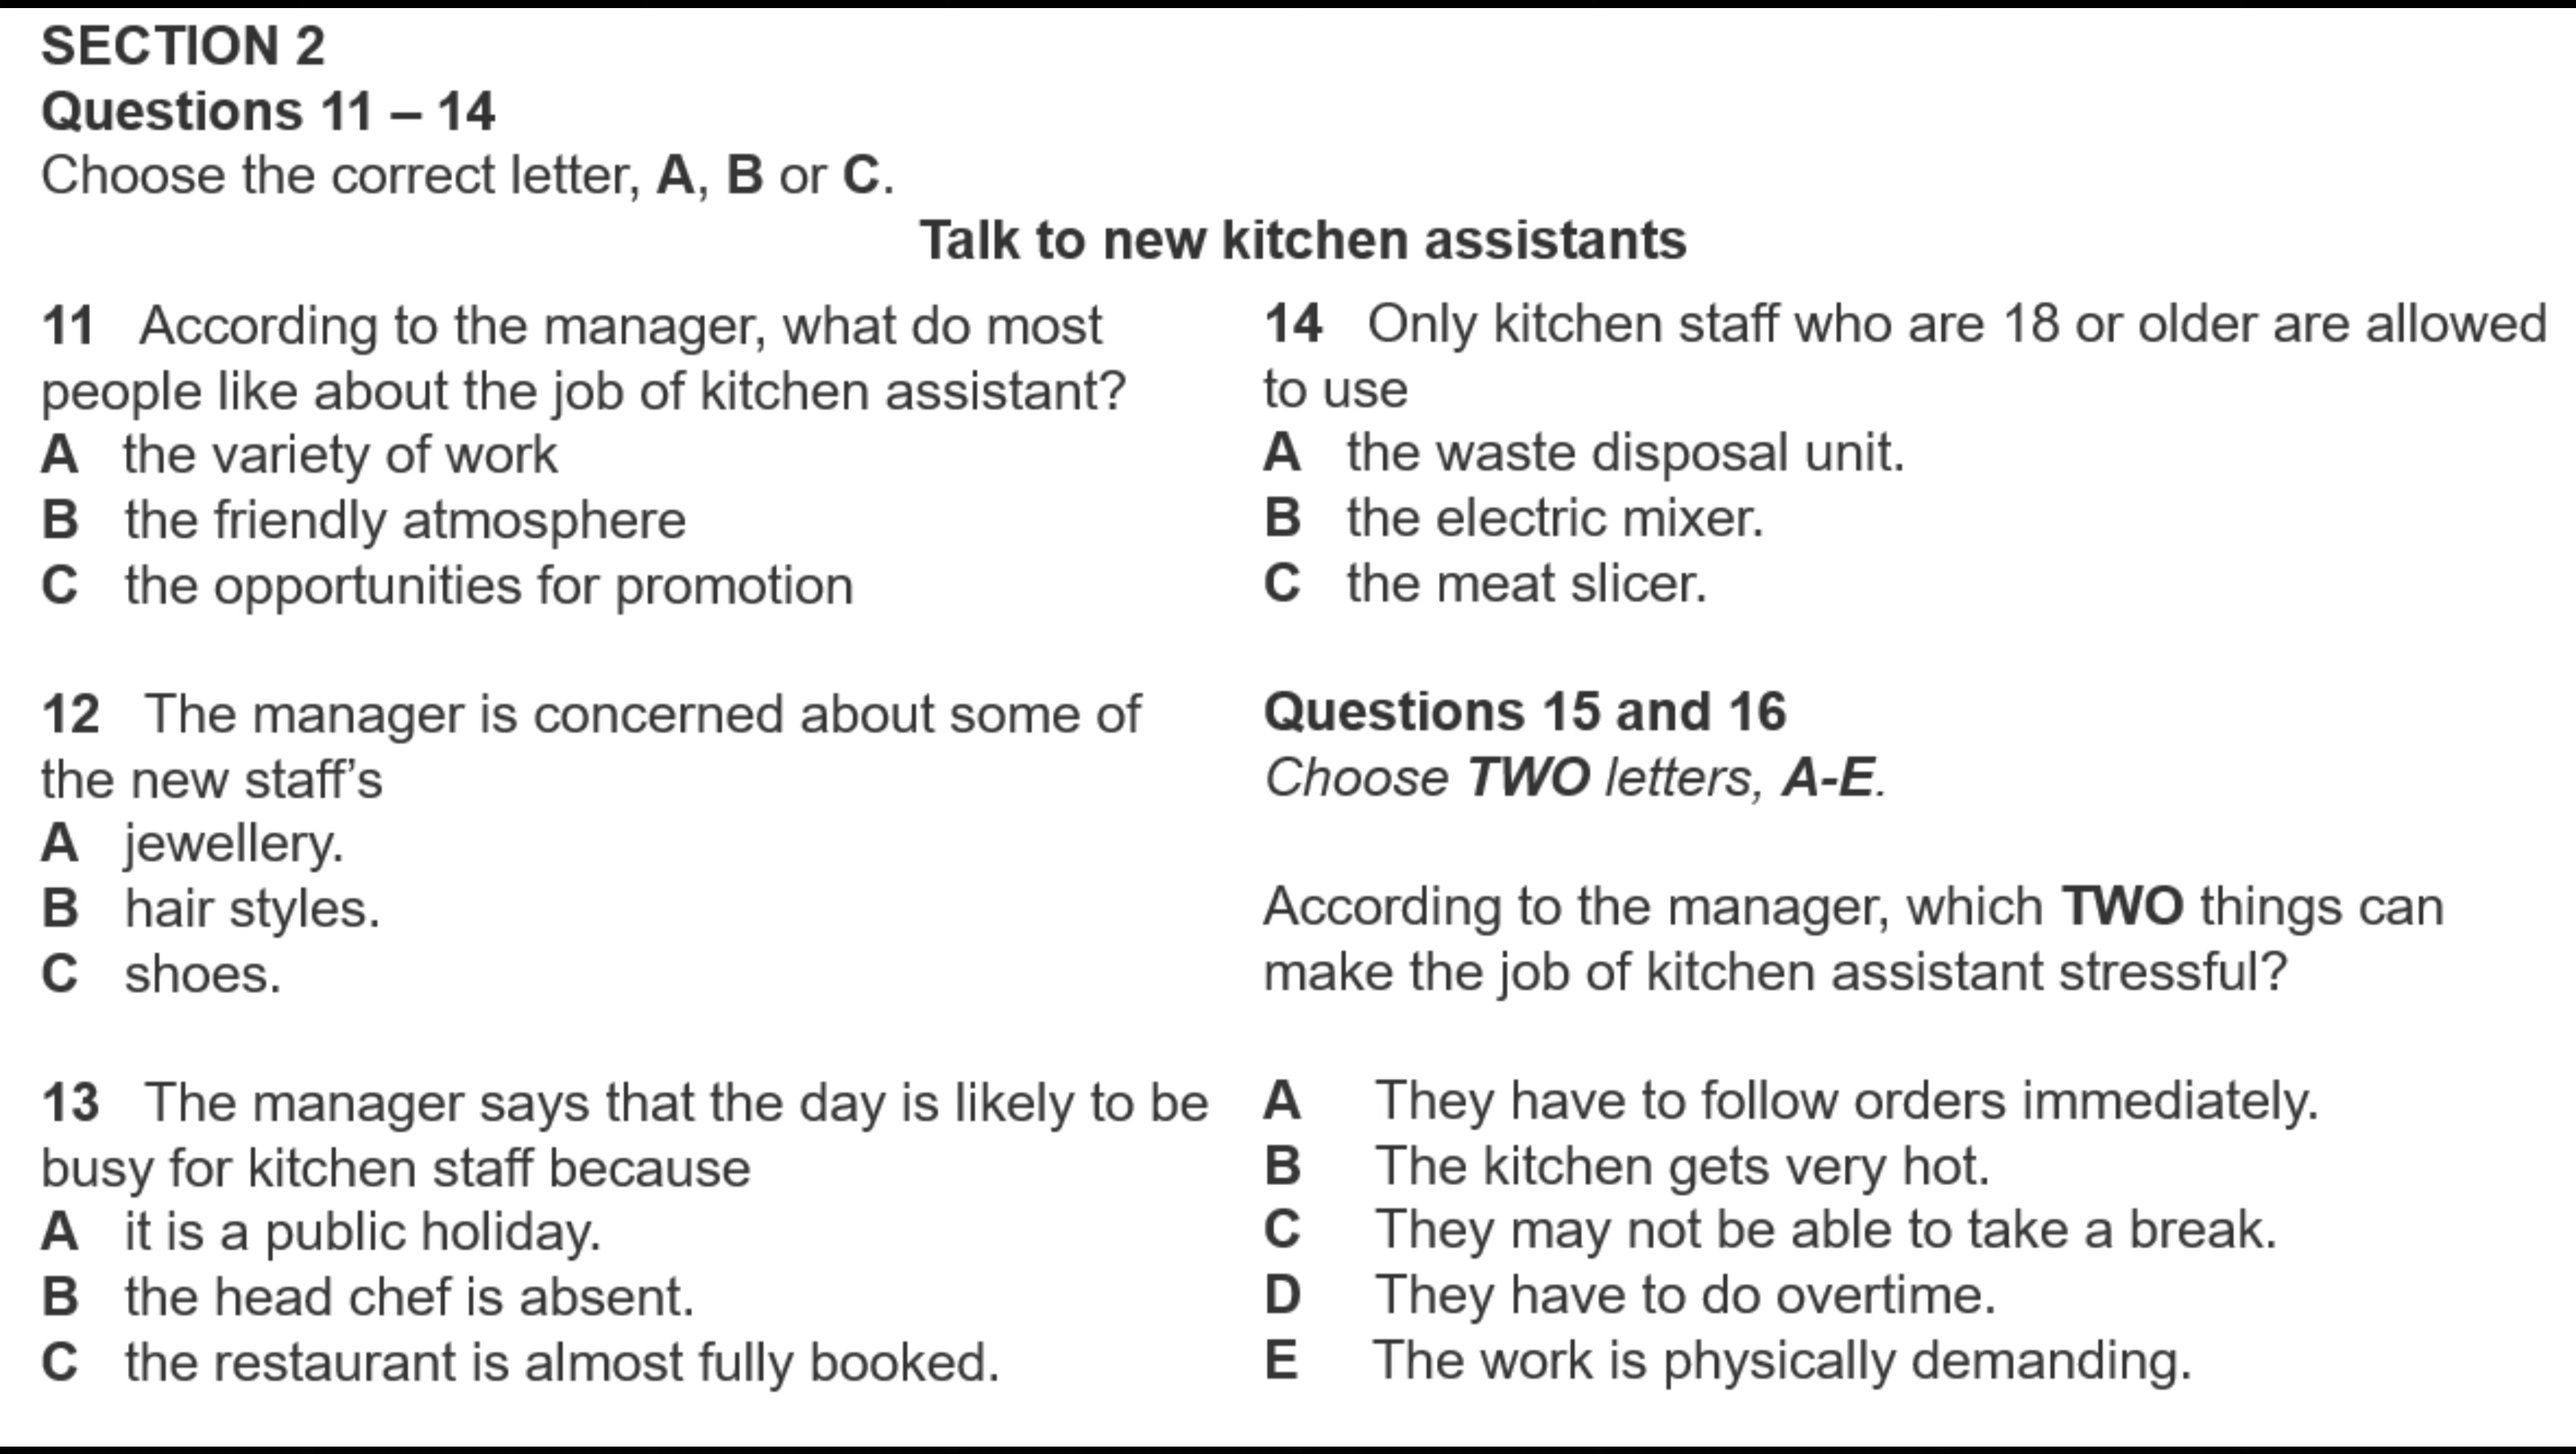 SECTION 2
Questions 11 – 14
Choose the correct letter, A, B or C.
Talk to new kitchen assistants
11 According to the manager, what do most
people like about the job of kitchen assistant?
A the variety of work
B the friendly atmosphere
C the opportunities for promotion
12 The manager is concerned about some of
the new staff’s
A jewellery.
B hair styles.
C shoes.
13 The manager says that the day is likely to be
busy for kitchen staff because
A it is a public holiday.
B the head chef is absent.
C the restaurant is almost fully booked.
14 Only kitchen staff who are 18 or older are allowed
to use
A the waste disposal unit.
B the electric mixer.
C the meat slicer.
Questions 15 and 16
Choose TWO letters, A-E.
According to the manager, which TWO things can
make the job of kitchen assistant stressful?
A They have to follow orders immediately.
B The kitchen gets very hot.
C They may not be able to take a break.
D They have to do overtime.
E The work is physically demanding.